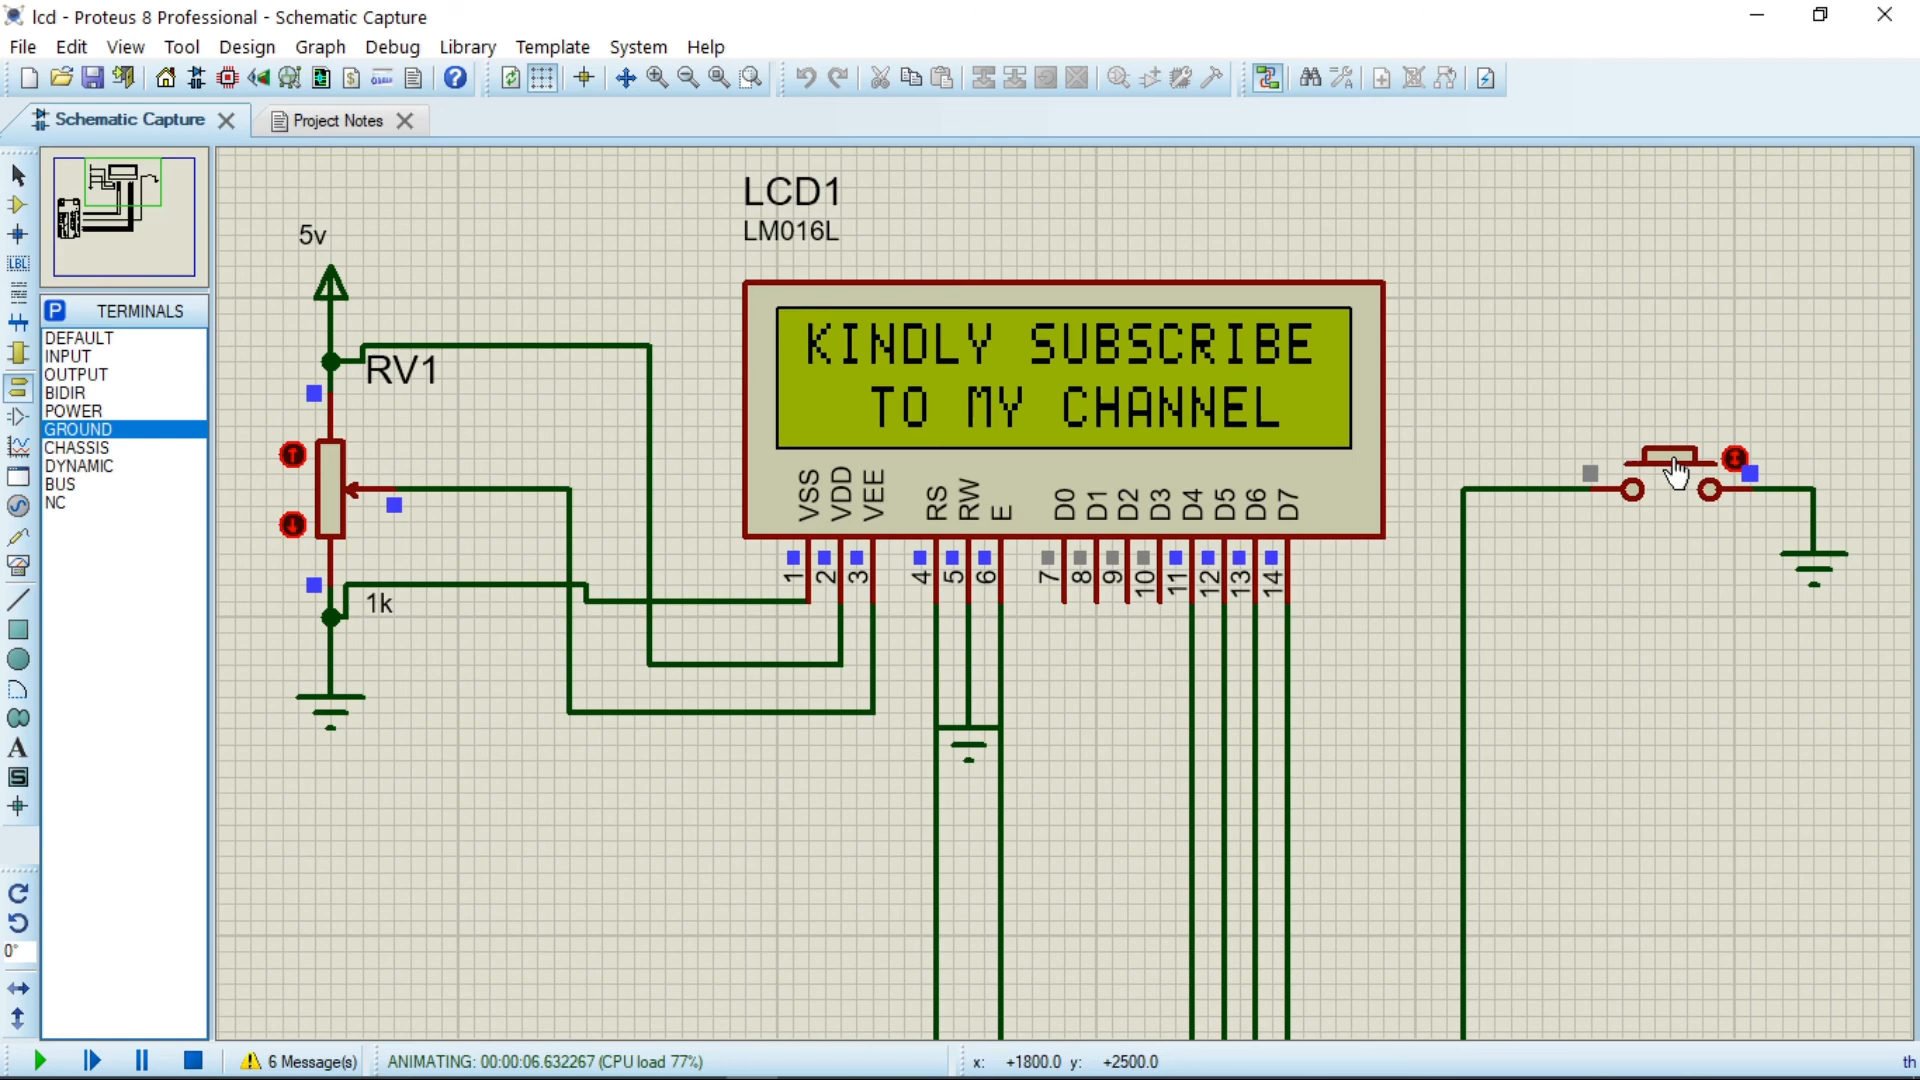 lcd - Proteus 8 Professional - Schematic Capture
File Edit View Tool Design Graph Debug Library Template System Help
Schematic Capture
Project Notes
P TERMINALS
DEFAULT
INPUT
OUTPUT
BIDIR
POWER
GROUND
CHASSIS
DYNAMIC
BUS
NC
LBL
A
S
0°
5v
RV1
1k
LCD1
LM016L
KINDLY SUBSCRIBE
TO MY CHANNEL
VSS VDD VEE RS RW E D0 D1 D2 D3 D4 D5 D6 D7
1 2 3 4 5 6 7 8 9 10 11 12 13 14
6 Message(s)
ANIMATING: 00:00:06.632267 (CPU load 77%)
x: +1800.0 y: +2500.0
th